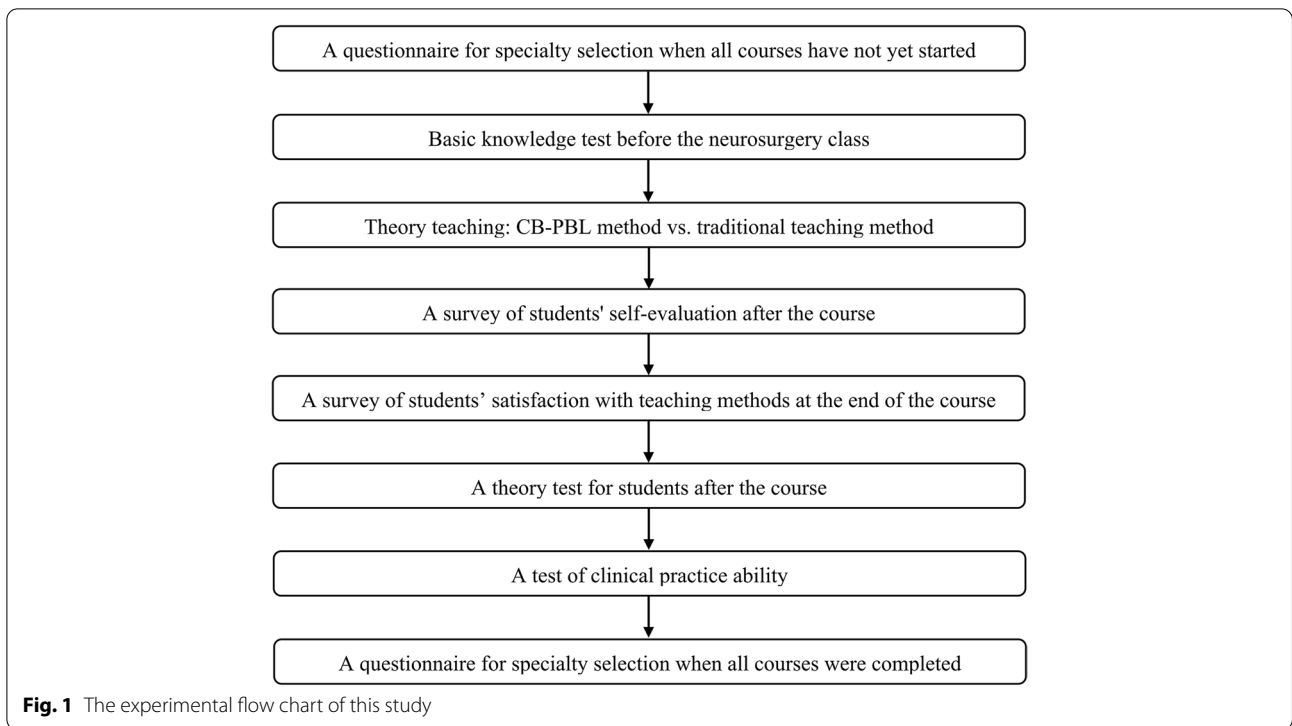 A questionnaire for specialty selection when all courses have not yet started
Basic knowledge test before the neurosurgery class
Theory teaching: CB-PBL method vs. traditional teaching method
A survey of students' self-evaluation after the course
A survey of students’ satisfaction with teaching methods at the end of the course
A theory test for students after the course
A test of clinical practice ability
A questionnaire for specialty selection when all courses were completed
Fig. 1 The experimental flow chart of this study